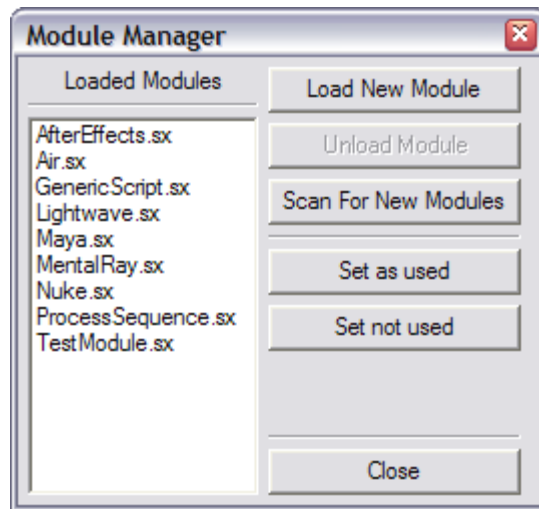 Module Manager
Loaded Modules
AfterEffects.sx
Air.sx
GenericScript.sx
Lightwave.sx
Maya.sx
MentalRay.sx
Nuke.sx
ProcessSequence.sx
TestModule.sx
Load New Module
Unload Module
Scan For New Modules
Set as used
Set not used
Close